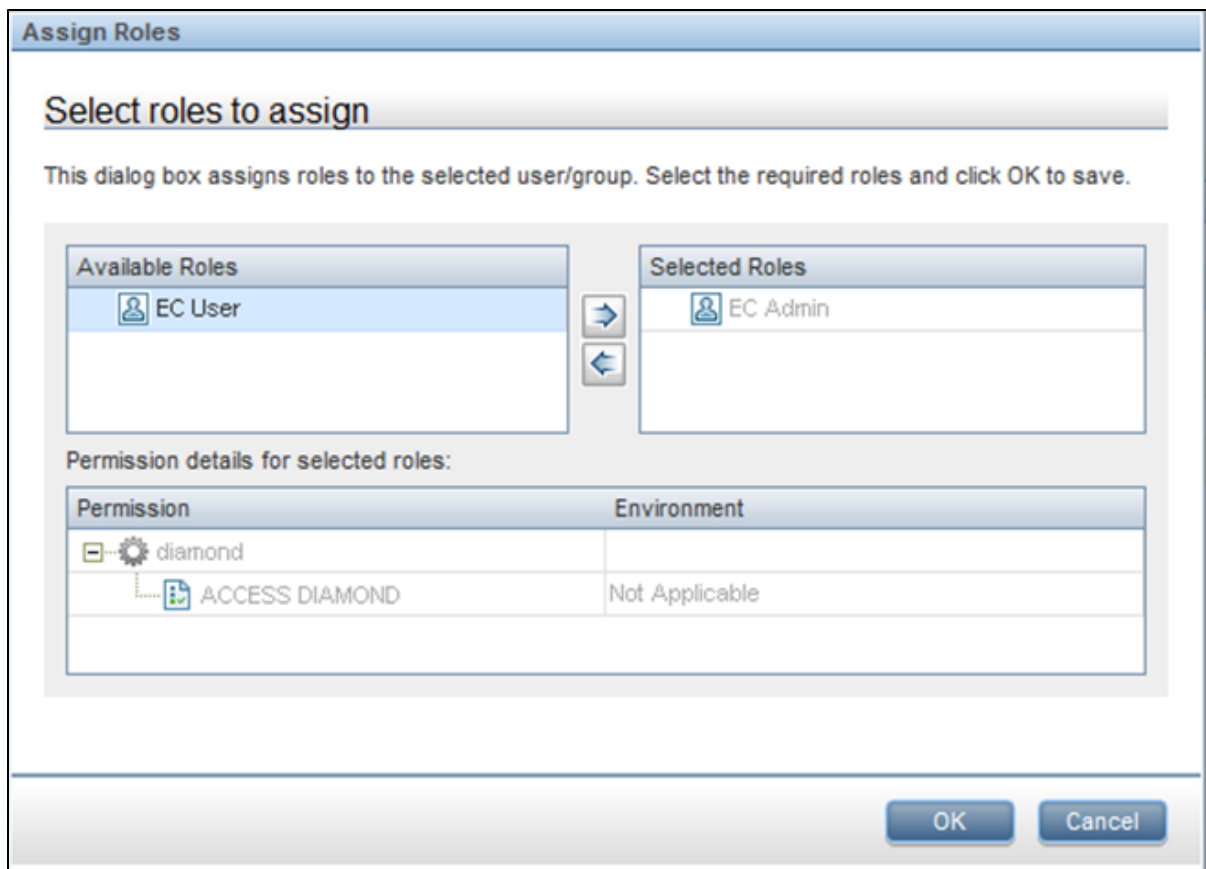 Assign Roles
Select roles to assign
This dialog box assigns roles to the selected user/group. Select the required roles and click OK to save.
Available Roles
EC User
Selected Roles
EC Admin
Permission details for selected roles:
Permission Environment
diamond
ACCESS DIAMOND Not Applicable
OK Cancel